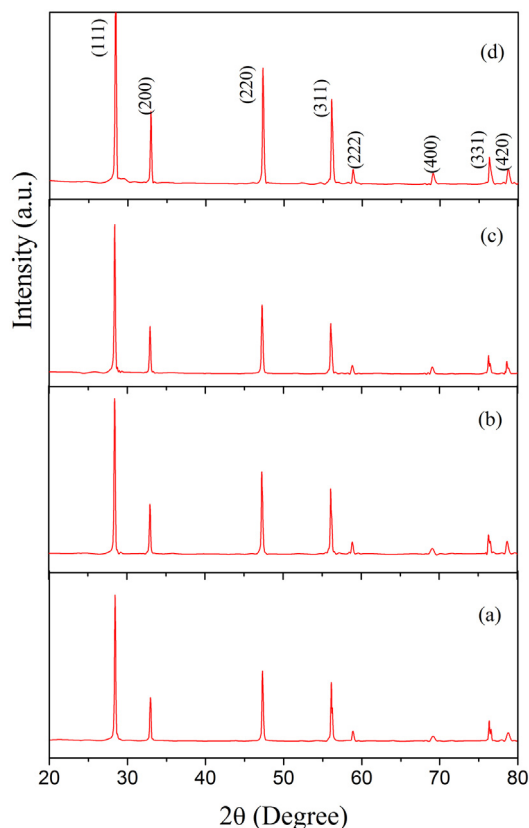 (111)
(200)
(220)
(311)
(222)
(400)
(331)
(420)
(d)
(c)
(b)
(a)
Intensity (a.u.)
20 30 40 50 60 70 80
2θ (Degree)